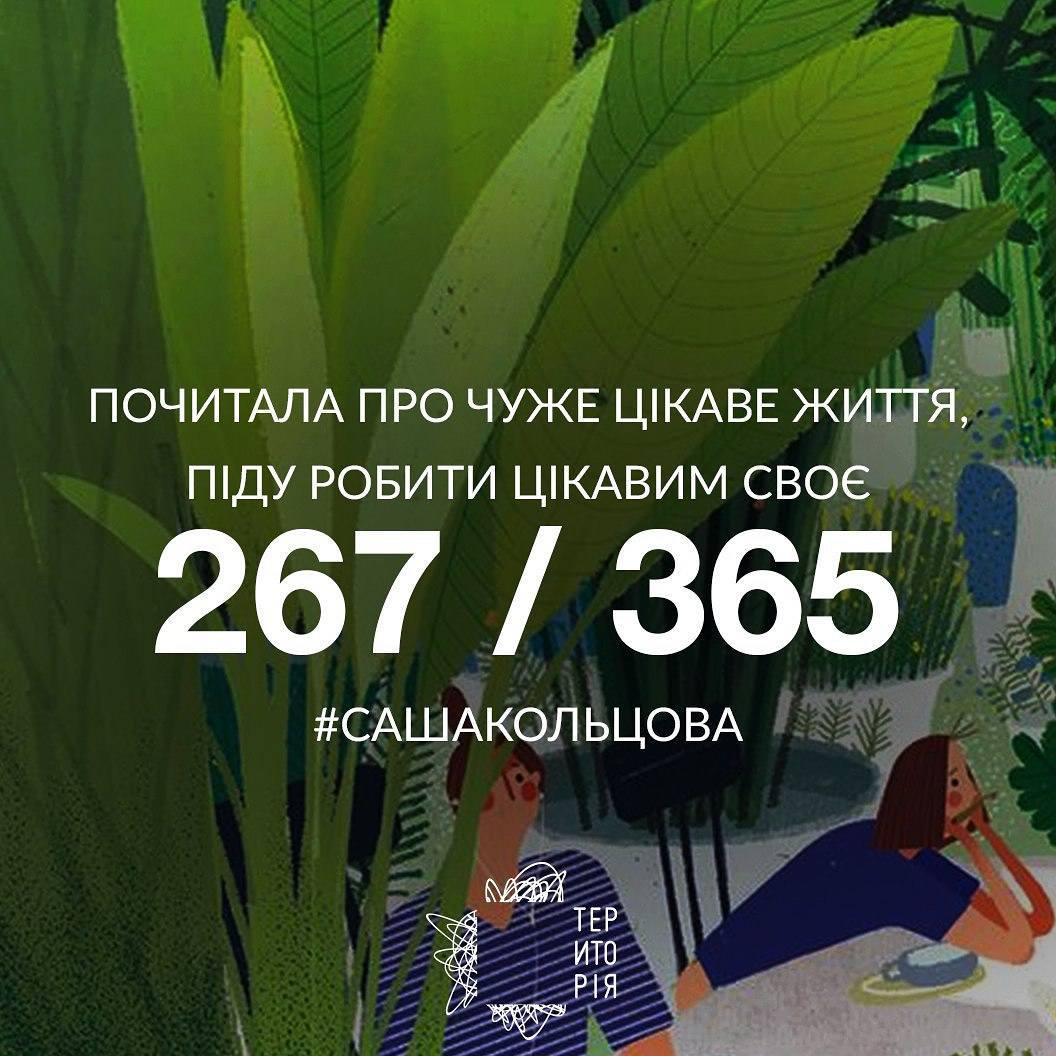 ПОЧИТАЛА ПРО ЧУЖЕ ЦІКАВЕ ЖИТТЯ,
ПІДУ РОБИТИ ЦІКАВИМ СВОЄ
267 / 365
#САШАКОЛЬЦОВА
ТЕР
ИТО
РІЯ